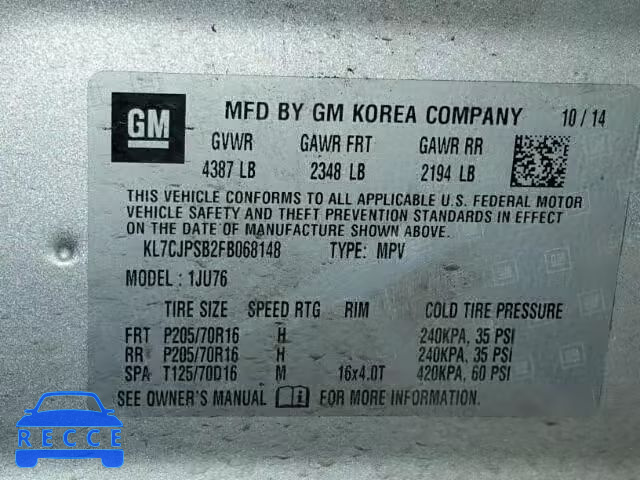 GM
MFD BY GM KOREA COMPANY 10/14
GVWR GAWR FRT GAWR RR
4387 LB 2348 LB 2194 LB
THIS VEHICLE CONFORMS TO ALL APPLICABLE U.S. FEDERAL MOTOR
VEHICLE SAFETY AND THEFT PREVENTION STANDARDS IN EFFECT
ON THE DATE OF MANUFACTURE SHOWN ABOVE.
KL7CJPSB2FB068148 TYPE: MPV
MODEL: 1JU76
TIRE SIZE SPEED RTG RIM COLD TIRE PRESSURE
FRT P205/70R16 H 240KPA, 35 PSI
RR P205/70R16 H 240KPA, 35 PSI
SPA T125/70D16 M 16x4.0T 420KPA, 60 PSI
SEE OWNER'S MANUAL FOR MORE INFORMATION.
RECCE